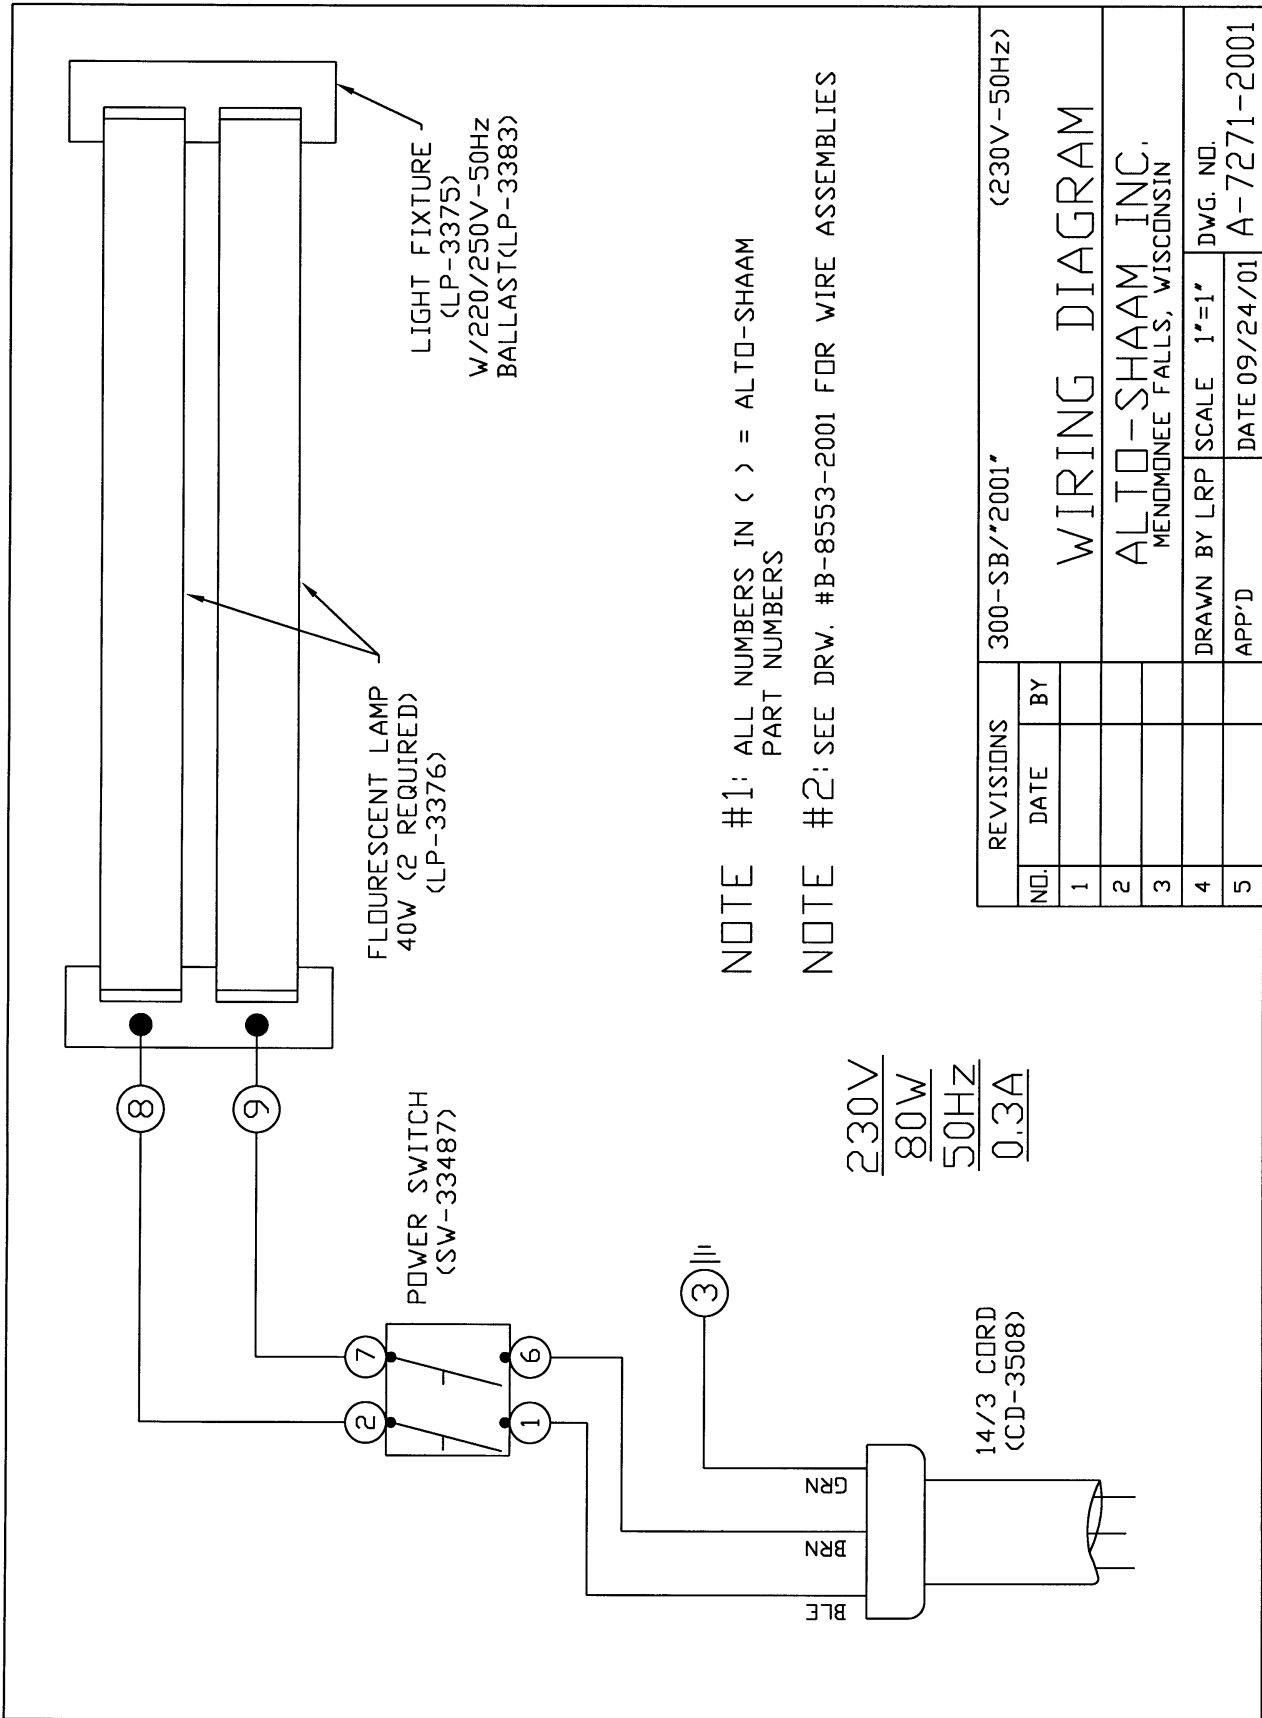 LIGHT FIXTURE
(LP-3375)
W/220/250V-50Hz
BALLAST(LP-3383)
FLOURESCENT LAMP
40W (2 REQUIRED)
(LP-3376)
8
9
POWER SWITCH
(SW-33487)
2
7
1
6
3
BLE
BRN
GRN
14/3 CORD
(CD-3508)
230V
80W
50Hz
0.3A
NOTE #1: ALL NUMBERS IN ( ) = ALTO-SHAAM
PART NUMBERS
NOTE #2: SEE DRW. #B-8553-2001 FOR WIRE ASSEMBLIES
REVISIONS
NO. DATE BY
1
2
3
4
5
300-SB/"2001" (230V-50Hz)
WIRING DIAGRAM
ALTO-SHAAM INC.
MENOMONEE FALLS, WISCONSIN
DRAWN BY LRP SCALE 1"=1" DWG. NO.
APP'D DATE 09/24/01 A-7271-2001